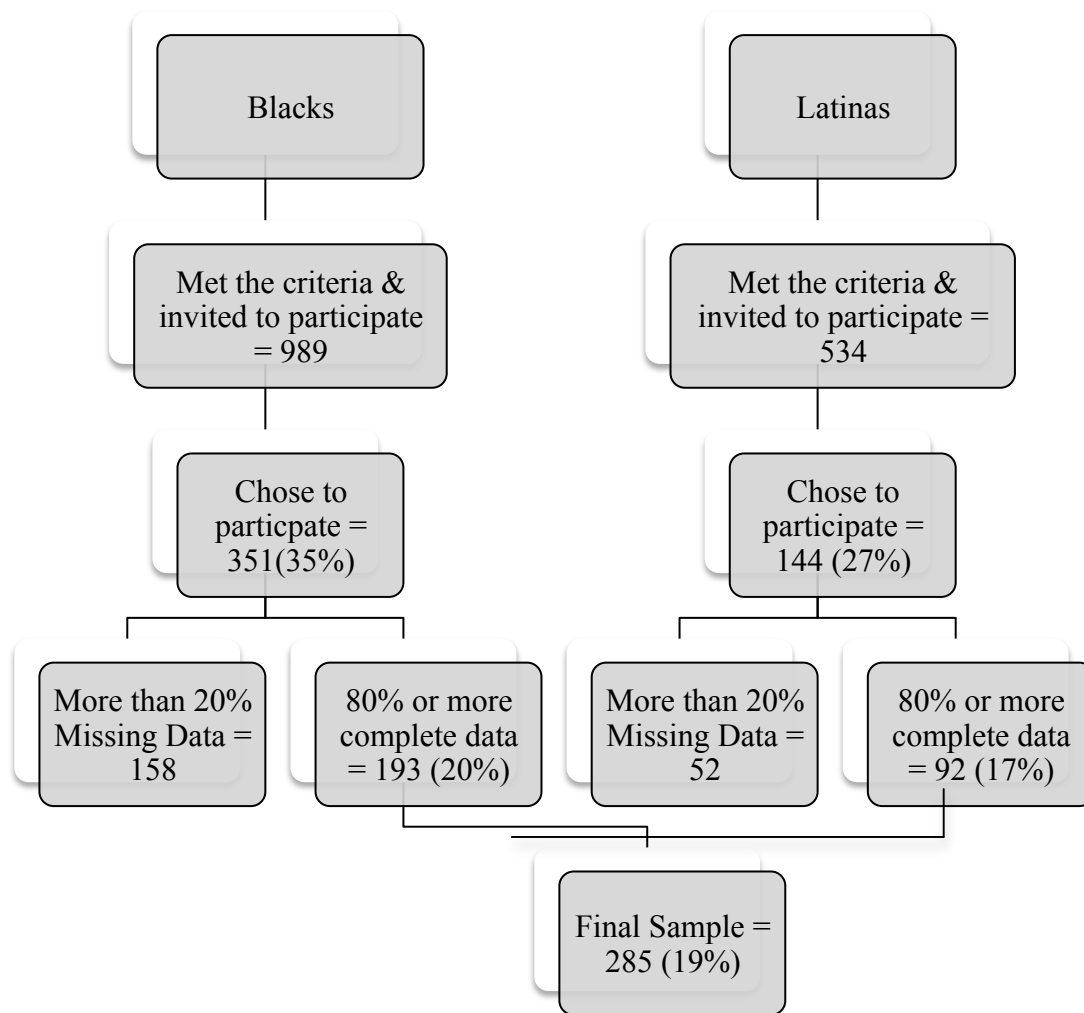 Blacks
Latinas
Met the criteria &
invited to participate
= 989
Met the criteria &
invited to participate =
534
Chose to
particpate =
351(35%)
Chose to
participate =
144 (27%)
More than 20%
Missing Data =
158
80% or more
complete data
= 193 (20%)
More than 20%
Missing Data =
52
80% or more
complete data
= 92 (17%)
Final Sample =
285 (19%)